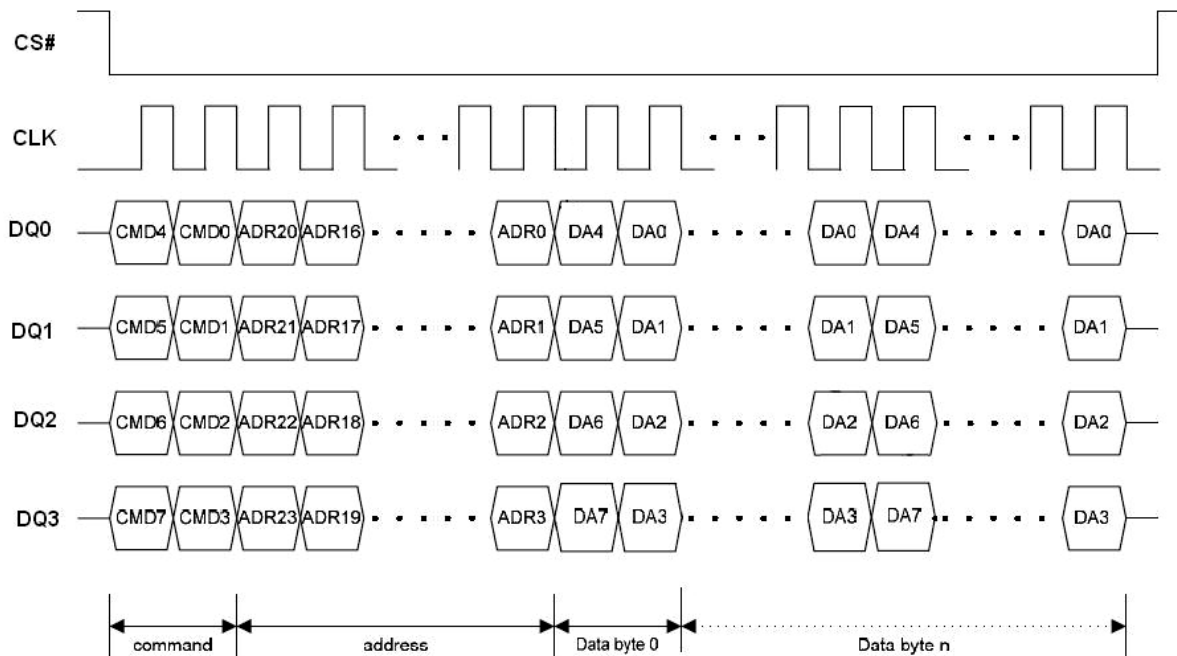 CS#
CLK
DQ0 CMD4 CMD0 ADR20 ADR16 ADR0 DA4 DA0 DA0 DA4 DA0
DQ1 CMD5 CMD1 ADR21 ADR17 ADR1 DA5 DA1 DA1 DA5 DA1
DQ2 CMD6 CMD2 ADR22 ADR18 ADR2 DA6 DA2 DA2 DA6 DA2
DQ3 CMD7 CMD3 ADR23 ADR19 ADR3 DA7 DA3 DA3 DA7 DA3
command address Data byte 0 Data byte n